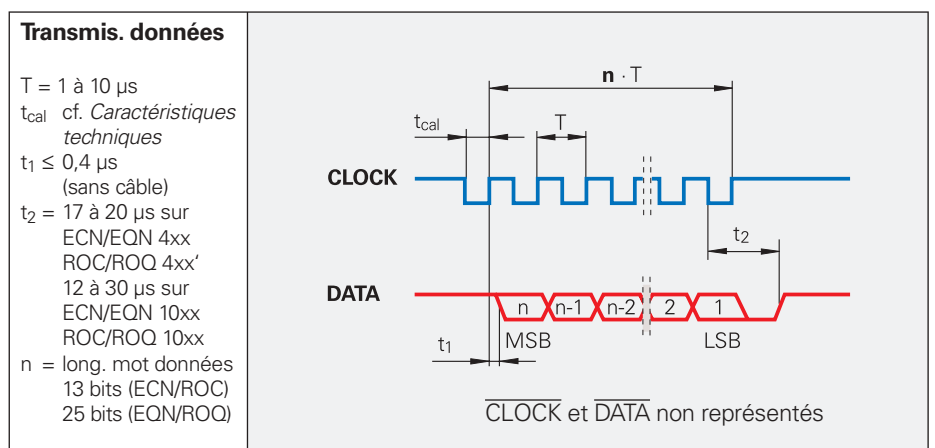 Transmis. données
T = 1 à 10 µs
tcal cf. Caractéristiques
techniques
t1 ≤ 0,4 µs
(sans câble)
t2 = 17 à 20 µs sur
ECN/EQN 4xx
ROC/ROQ 4xx‘
12 à 30 µs sur
ECN/EQN 10xx
ROC/ROQ 10xx
n = long. mot données
13 bits (ECN/ROC)
25 bits (EQN/ROQ)
n · T
tcal T
CLOCK
t2
DATA
n n-1 n-2 2 1
t1 MSB LSB
CLOCK et DATA non représentés